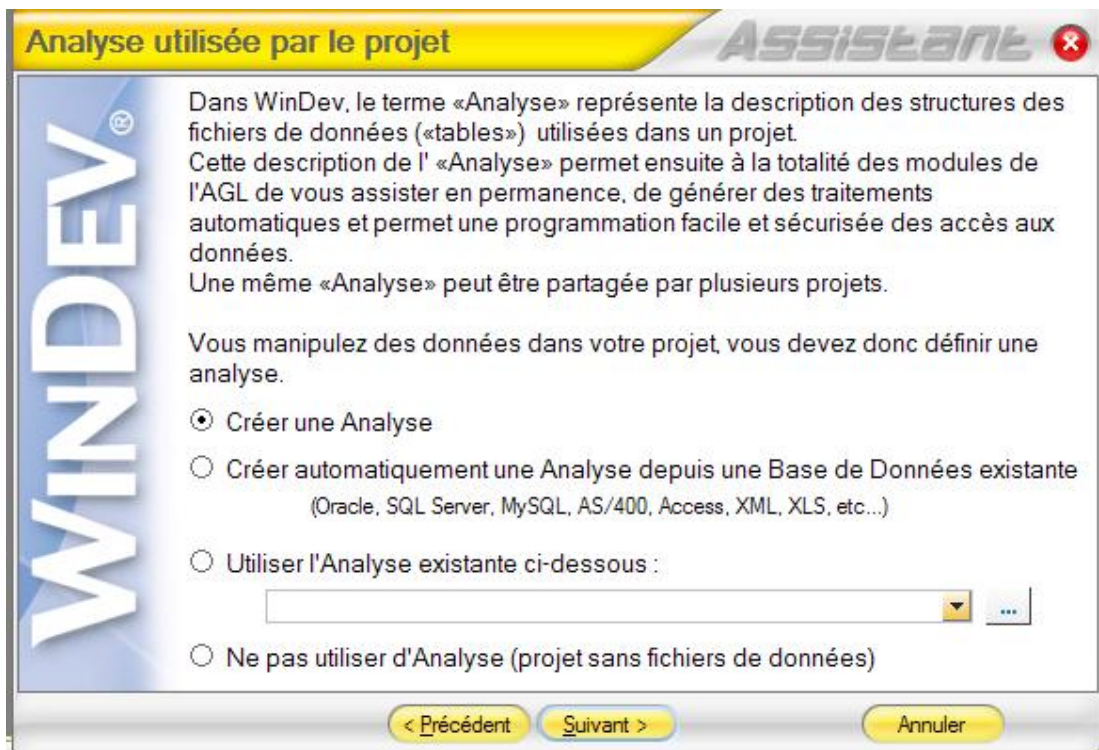 Analyse utilisée par le projet
Assistant
WINDEV®
Dans WinDev, le terme «Analyse» représente la description des structures des
fichiers de données («tables») utilisées dans un projet.
Cette description de l' «Analyse» permet ensuite à la totalité des modules de
l'AGL de vous assister en permanence, de générer des traitements
automatiques et permet une programmation facile et sécurisée des accès aux
données.
Une même «Analyse» peut être partagée par plusieurs projets.
Vous manipulez des données dans votre projet, vous devez donc définir une
analyse.
Créer une Analyse
Créer automatiquement une Analyse depuis une Base de Données existante
(Oracle, SQL Server, MySQL, AS/400, Access, XML, XLS, etc...)
Utiliser l'Analyse existante ci-dessous :
...
Ne pas utiliser d'Analyse (projet sans fichiers de données)
< Précédent
Suivant >
Annuler